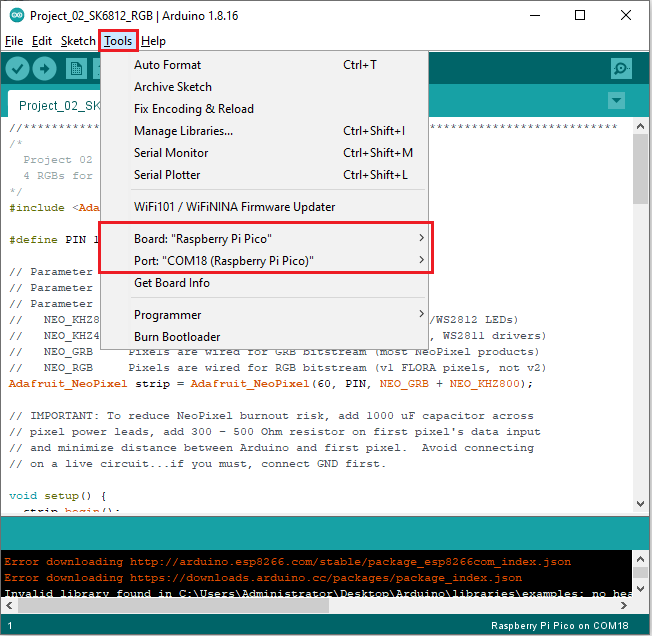 Project_02_SK6812_RGB | Arduino 1.8.16
File Edit Sketch Tools Help
Auto Format Ctrl+T
Archive Sketch
Fix Encoding & Reload
Manage Libraries... Ctrl+Shift+I
Serial Monitor Ctrl+Shift+M
Serial Plotter Ctrl+Shift+L
WiFi101 / WiFiNINA Firmware Updater
Board: "Raspberry Pi Pico"
Port: "COM18 (Raspberry Pi Pico)"
Get Board Info
Programmer
Burn Bootloader
Project_02_SK
//**********
/*
Project 02
4 RGBs for
*/
#include <Ada
#define PIN 1
// Parameter
// Parameter
// Parameter
// NEO_KHZ8 /WS2812 LEDs)
// NEO_KHZ4 , WS2811 drivers)
// NEO_GRB Pixels are wired for GRB bitstream (most NeoPixel products)
// NEO_RGB Pixels are wired for RGB bitstream (v1 FLORA pixels, not v2)
Adafruit_NeoPixel strip = Adafruit_NeoPixel(60, PIN, NEO_GRB + NEO_KHZ800);
// IMPORTANT: To reduce NeoPixel burnout risk, add 1000 uF capacitor across
// pixel power leads, add 300 - 500 Ohm resistor on first pixel's data input
// and minimize distance between Arduino and first pixel.  Avoid connecting
// on a live circuit...if you must, connect GND first.
void setup() {
strip.begin();
Error downloading http://arduino.esp8266.com/stable/package_esp8266com_index.json
Error downloading https://downloads.arduino.cc/packages/package_index.json
Invalid library found in C:\Users\Administrator\Desktop\Arduino\libraries\examples: no hea
1 Raspberry Pi Pico on COM18